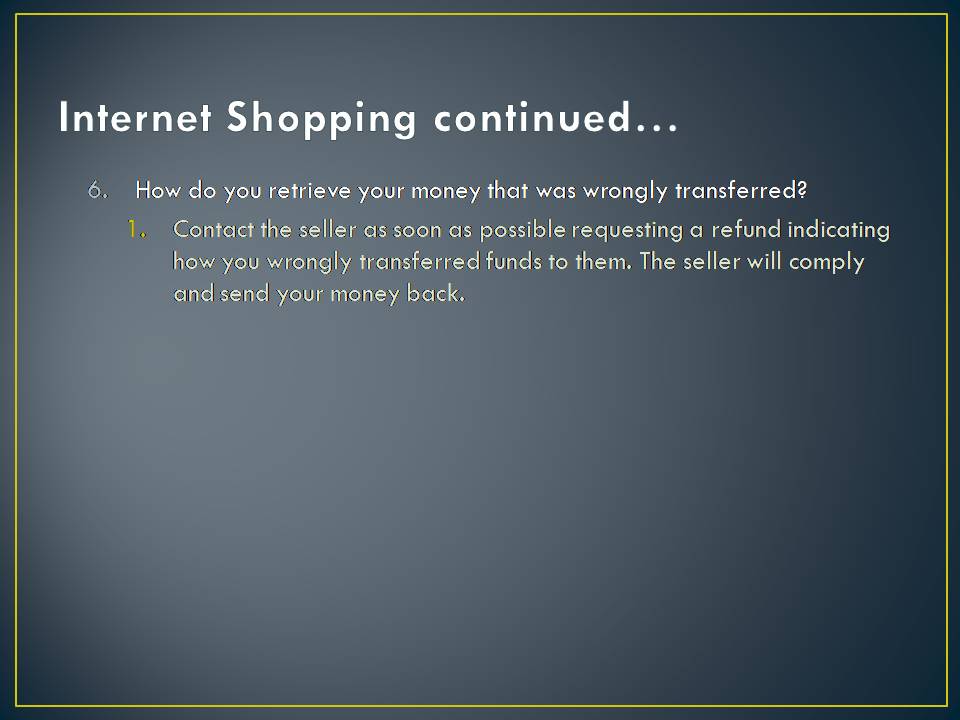 Internet Shopping continued...
6. How do you retrieve your money that was wrongly transferred?
1. Contact the seller as soon as possible requesting a refund indicating
how you wrongly transferred funds to them. The seller will comply
and send your money back.